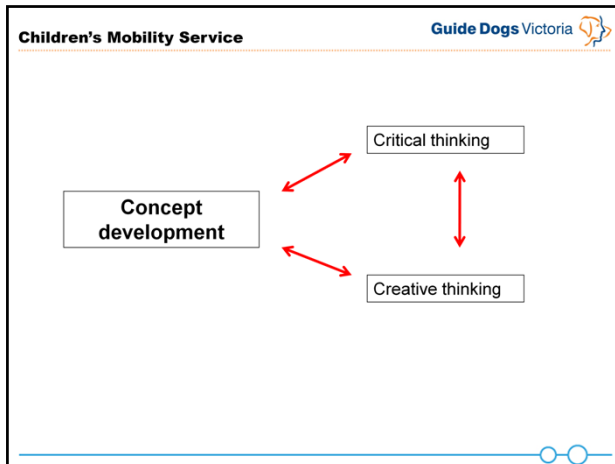 Children's Mobility Service
Guide Dogs Victoria
Critical thinking
Concept
development
Creative thinking